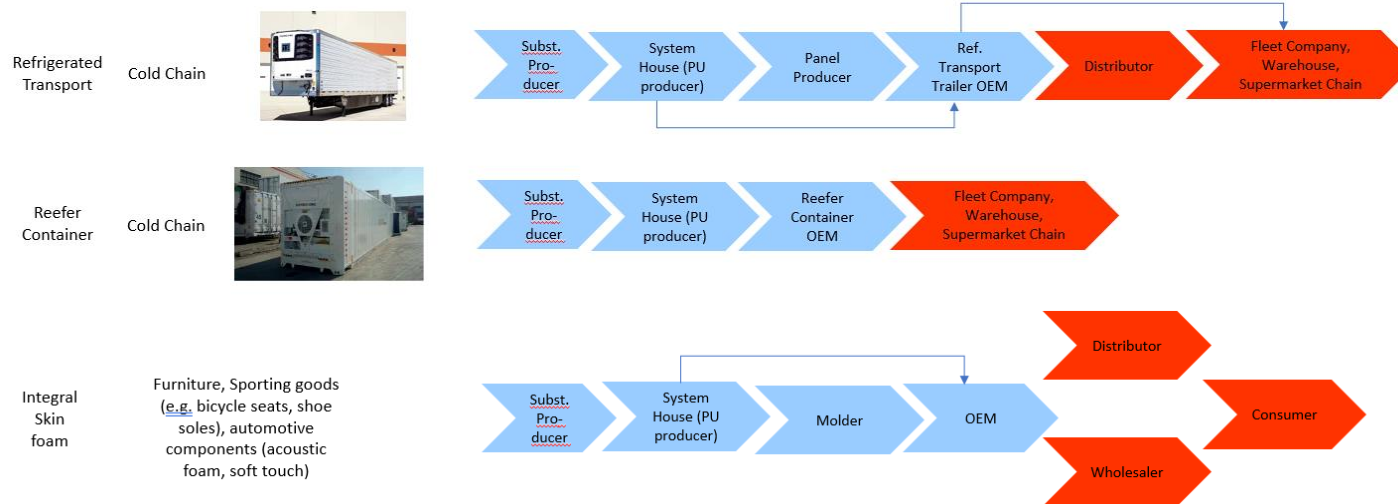 Refrigerated
Transport
Cold Chain
Subst.
Pro-
ducer
System
House (PU
producer)
Panel
Producer
Ref.
Transport
Trailer OEM
Distributor
Fleet Company,
Warehouse,
Supermarket Chain
Reefer
Container
Cold Chain
Subst.
Pro-
ducer
System
House (PU
producer)
Reefer
Container
OEM
Fleet Company,
Warehouse,
Supermarket Chain
Integral
Skin
foam
Furniture, Sporting goods
(e.g. bicycle seats, shoe
soles), automotive
components (acoustic
foam, soft touch)
Subst.
Pro-
ducer
System
House (PU
producer)
Molder
OEM
Distributor
Wholesaler
Consumer